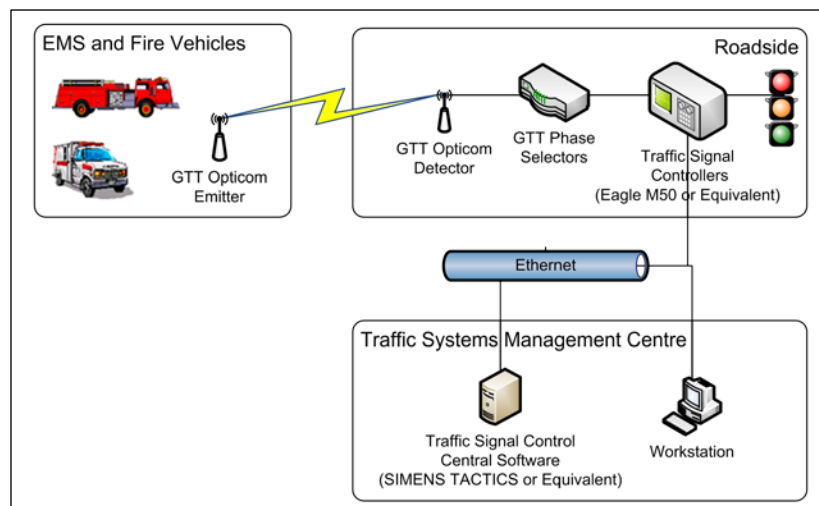 EMS and Fire Vehicles
GTT Opticom
Emitter
Roadside
GTT Opticom
Detector
GTT Phase
Selectors
Traffic Signal
Controllers
(Eagle M50 or Equivalent)
Ethernet
Traffic Systems Management Centre
Traffic Signal Control
Central Software
(SIMENS TACTICS or Equivalent)
Workstation